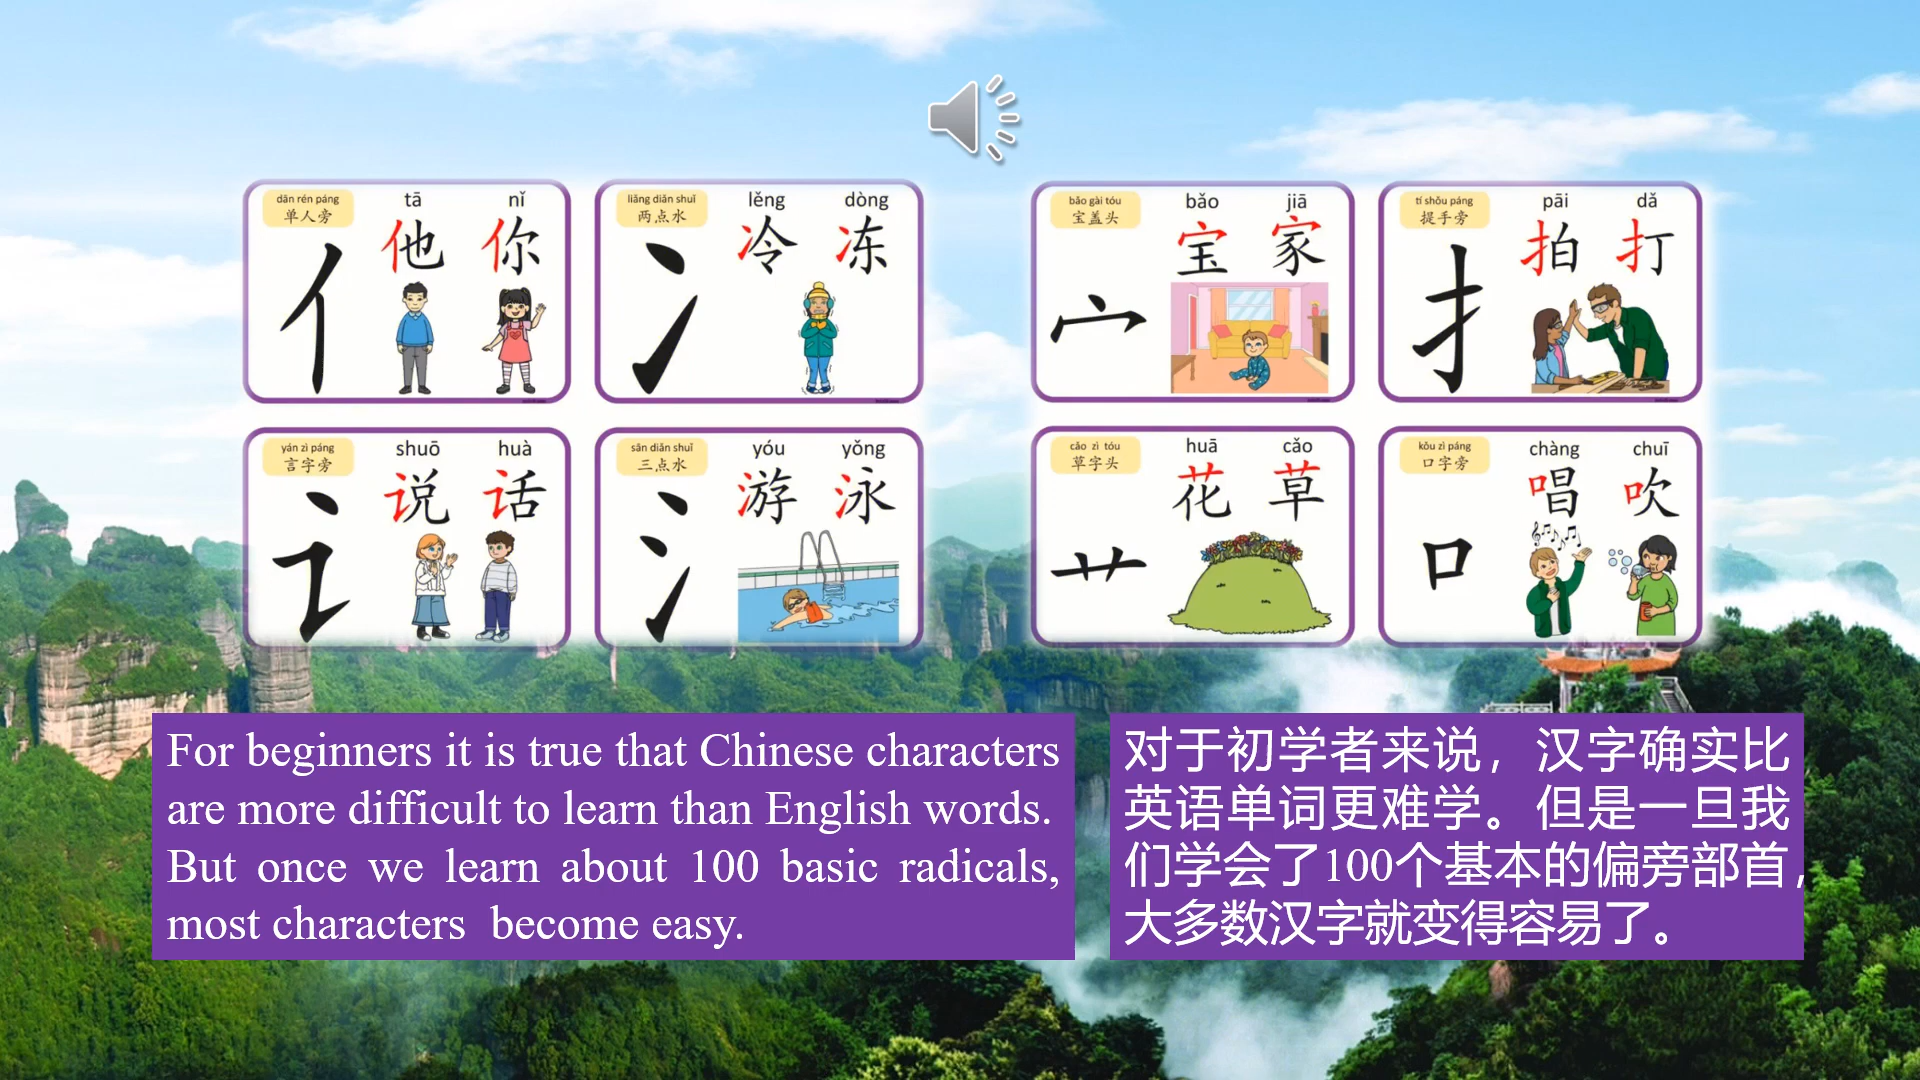 dān rén páng
单人旁
tā nǐ
他 你
亻
liǎng diǎn shuǐ
两点水
lěng dòng
冷 冻
冫
bǎo gài tóu
宝盖头
bǎo jiā
宝 家
宀
tí shǒu páng
提手旁
pāi dǎ
拍 打
扌
yán zì páng
言字旁
shuō huà
说 话
讠
sān diǎn shuǐ
三点水
yóu yǒng
游 泳
氵
cǎo zì tóu
草字头
huā cǎo
花 草
艹
kǒu zì páng
口字旁
chàng chuī
唱 吹
口
For beginners it is true that Chinese characters
are more difficult to learn than English words.
But once we learn about 100 basic radicals,
most characters become easy.
对于初学者来说，汉字确实比
英语单词更难学。但是一旦我
们学会了100个基本的偏旁部首，
大多数汉字就变得容易了。